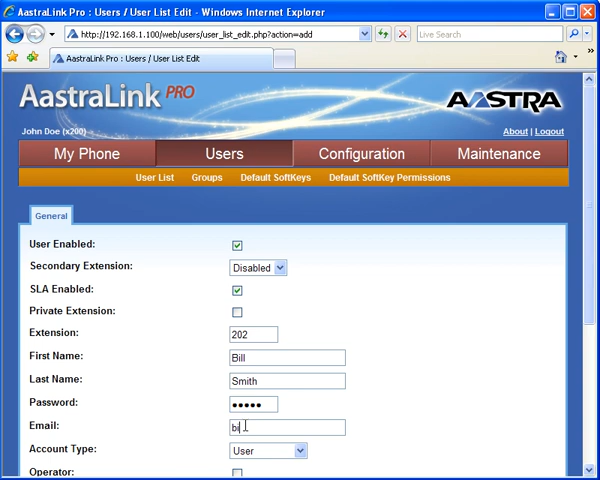 AastraLink Pro : Users / User List Edit - Windows Internet Explorer
http://192.168.1.100/web/users/user_list_edit.php?action=add
Live Search
AastraLink Pro : Users / User List Edit
AastraLink PRO
AASTRA
John Doe (x200)
About | Logout
My Phone Users Configuration Maintenance
User List Groups Default SoftKeys Default SoftKey Permissions
General
User Enabled:
Secondary Extension: Disabled
SLA Enabled:
Private Extension:
Extension: 202
First Name: Bill
Last Name: Smith
Password: •••••
Email: bi
Account Type: User
Operator: